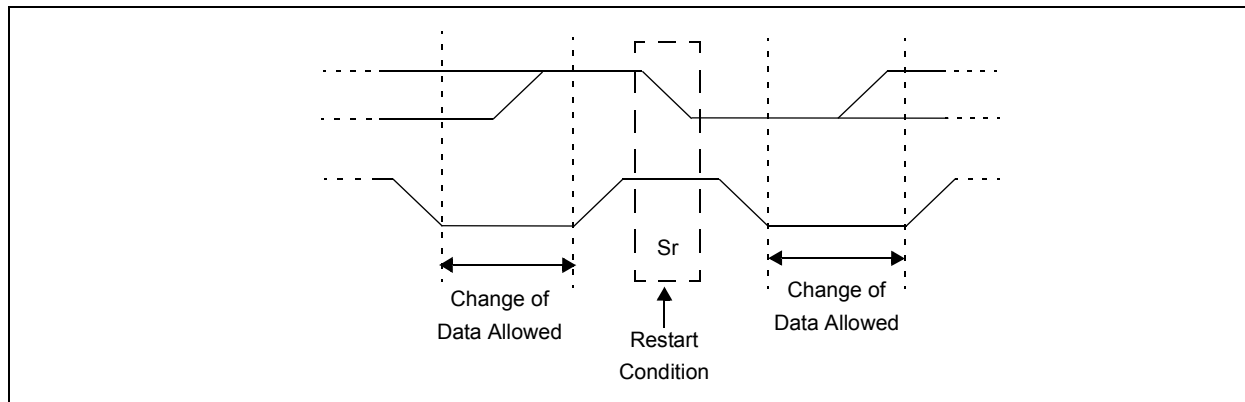 Sr
Change of
Data Allowed
Restart
Condition
Change of
Data Allowed